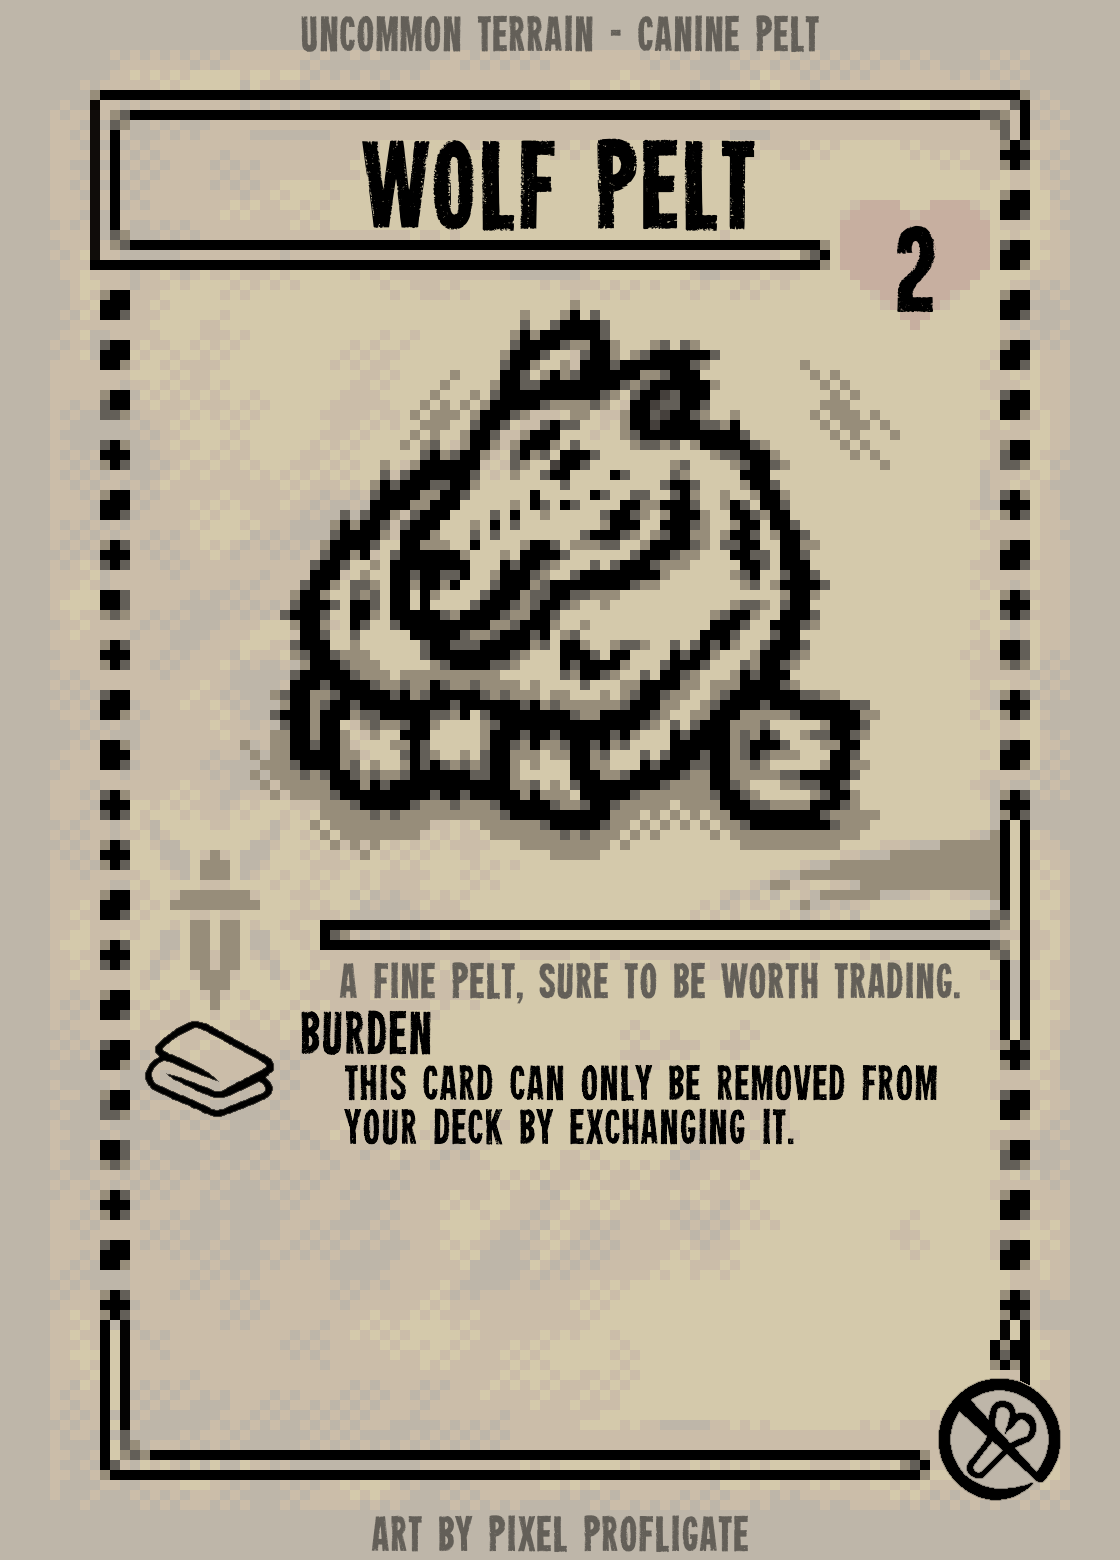 UNCOMMON TERRAIN - CANINE PELT
WOLF PELT
2
A FINE PELT, SURE TO BE WORTH TRADING.
BURDEN
THIS CARD CAN ONLY BE REMOVED FROM
YOUR DECK BY EXCHANGING IT.
ART BY PIXEL PROFLIGATE